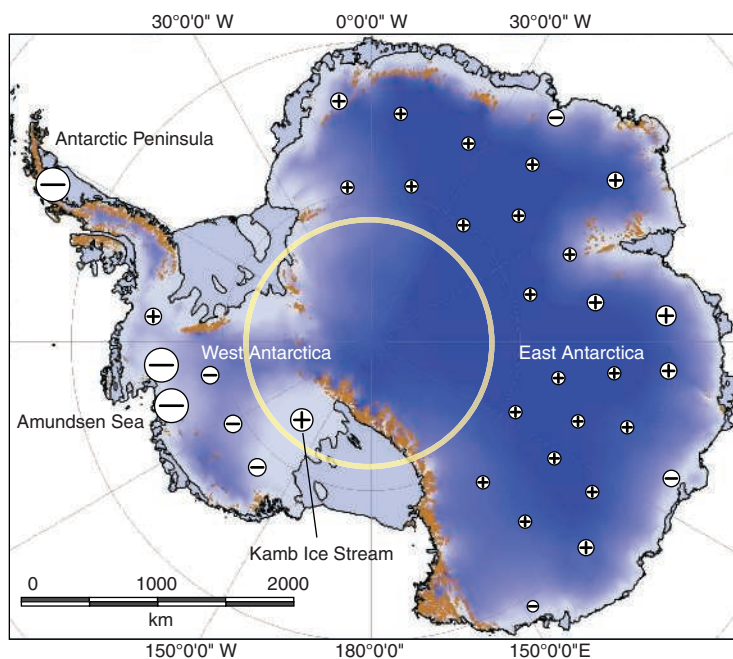 30°0'0" W
0°0'0" W
30°0'0" W
Antarctic Peninsula
West Antarctica
East Antarctica
Amundsen Sea
Kamb Ice Stream
0 1000 2000
km
150°0'0" W
180°0'0"
150°0'0"E